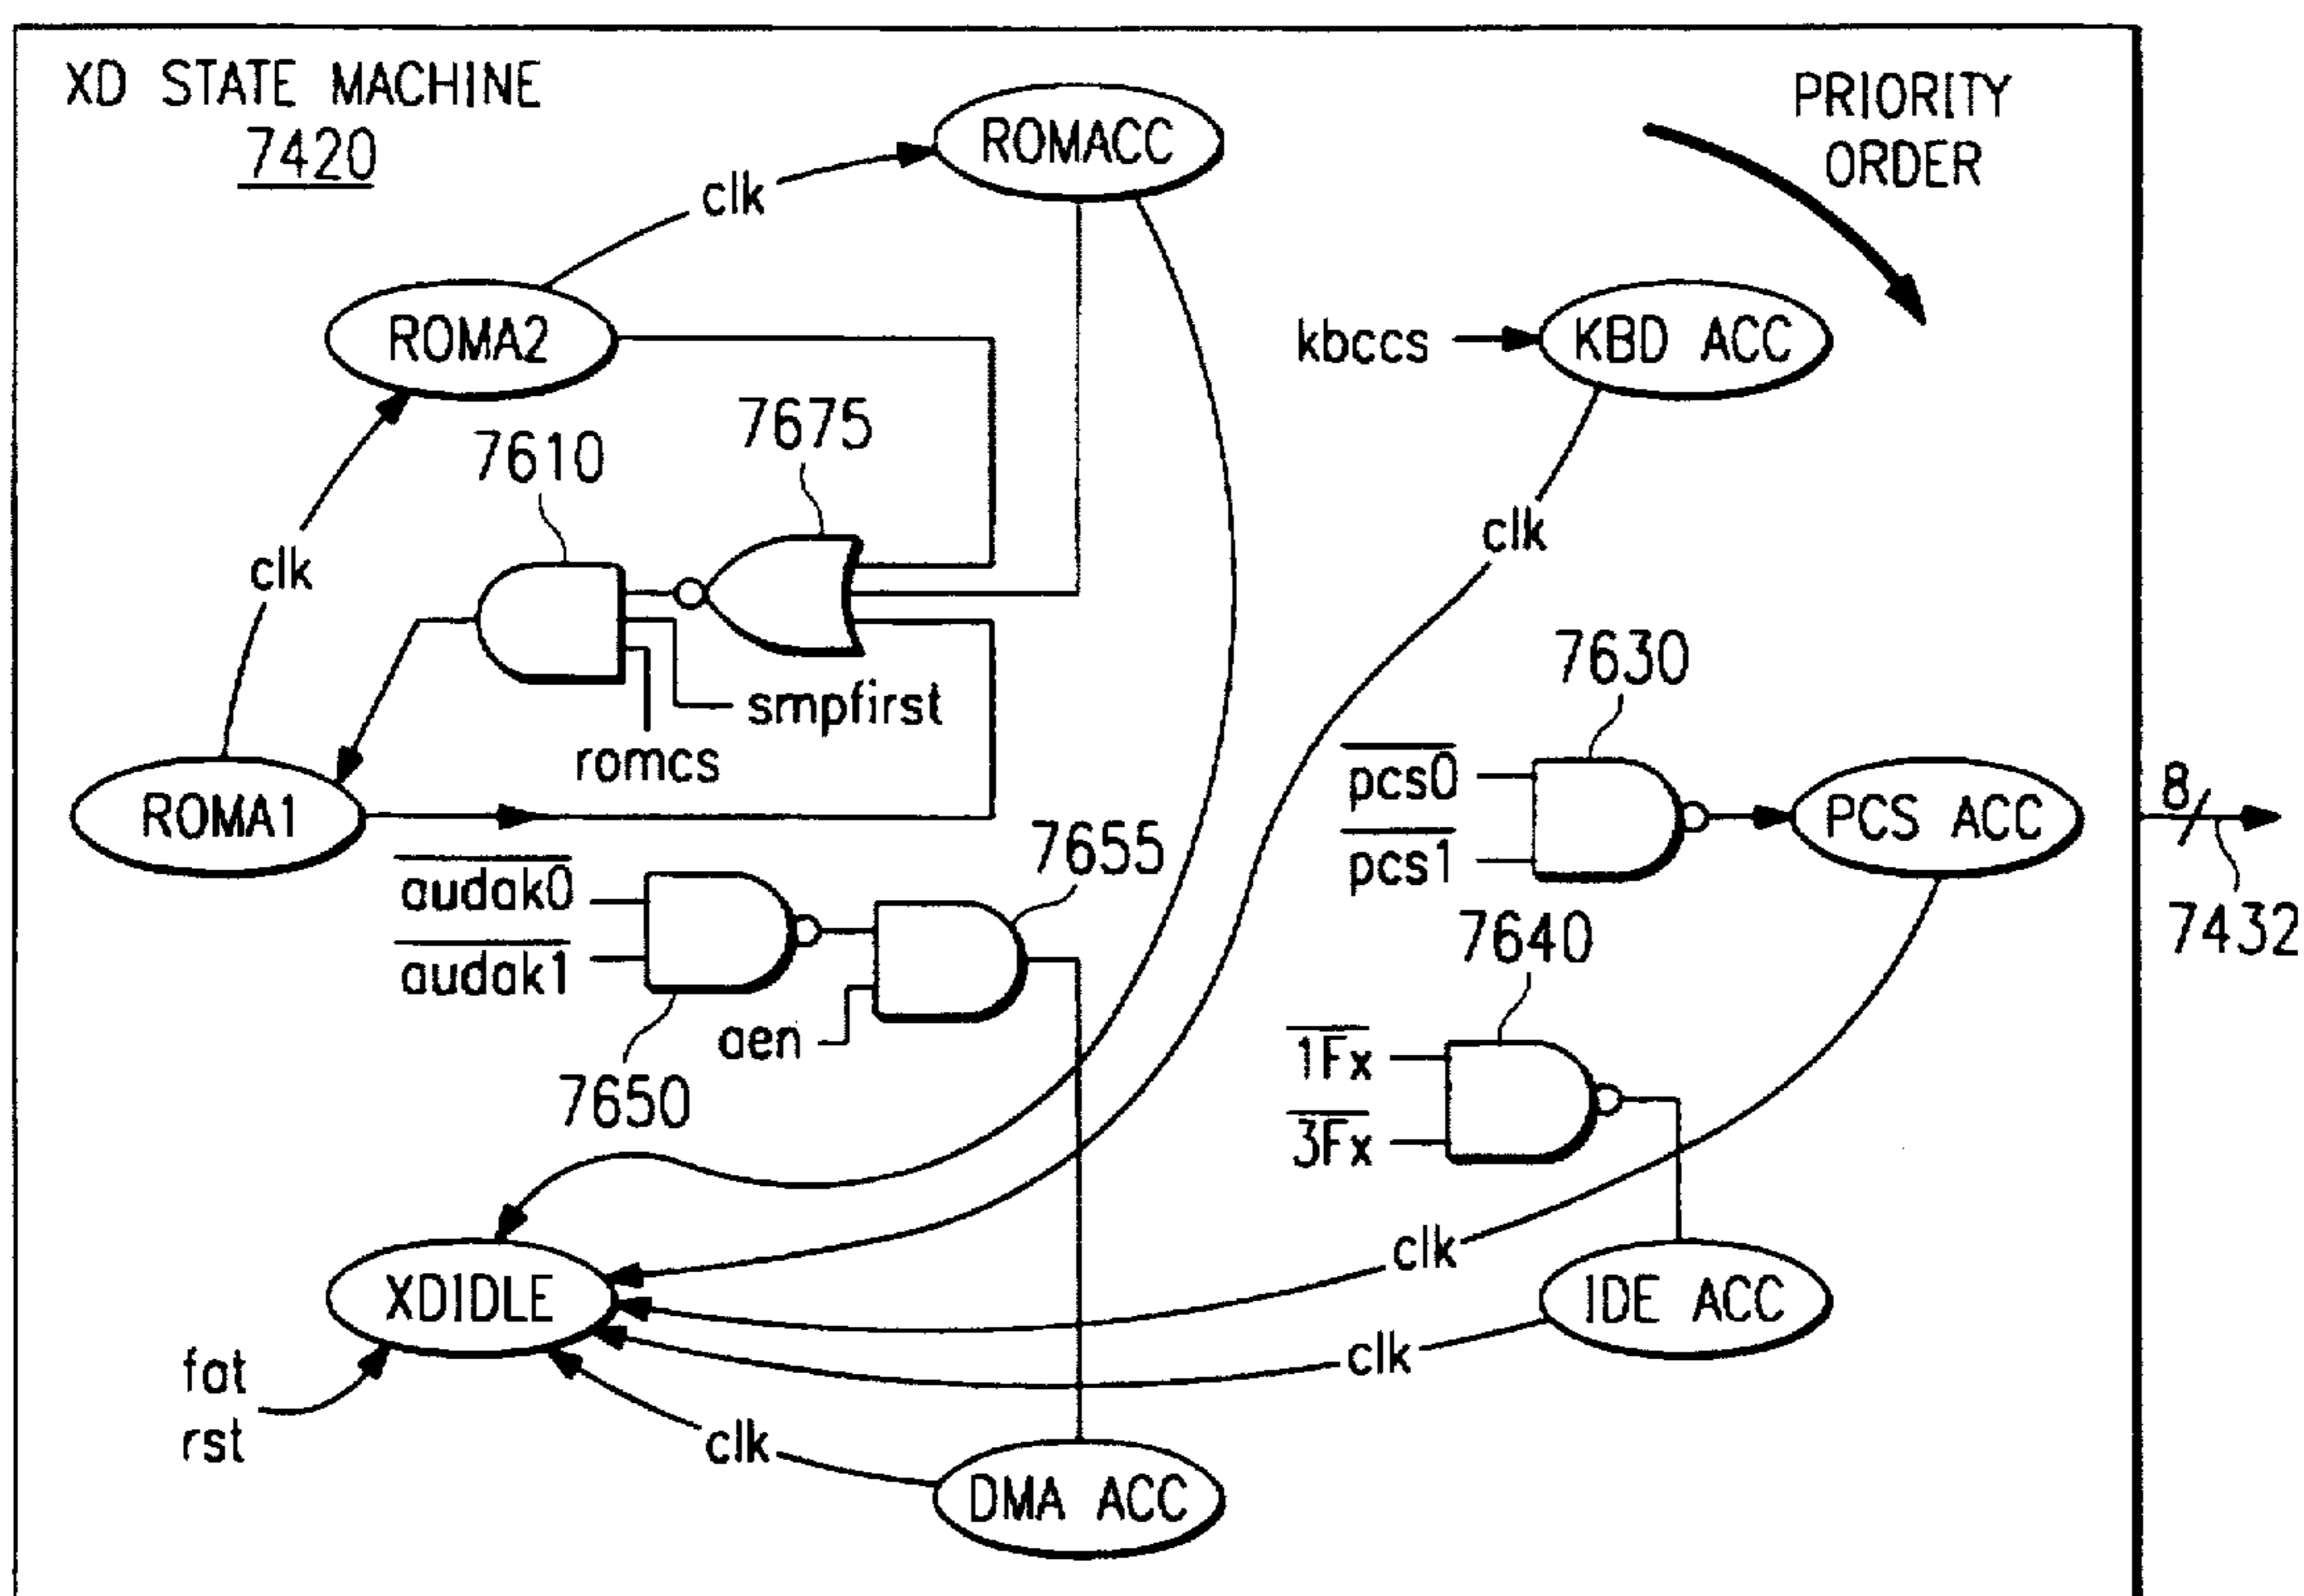 XD STATE MACHINE
7420
ROMACC
PRIORITY
ORDER
clk
ROMA2
kbccs
KBD ACC
7610
7675
clk
clk
smpfirst
romcs
7630
ROMA1
pcs0
pcs1
PCS ACC
8
7432
7655
audak0
audak1
aen
7650
7640
1Fx
3Fx
clk
XDIDLE
IDE ACC
clk
fat
rst
clk
DMA ACC